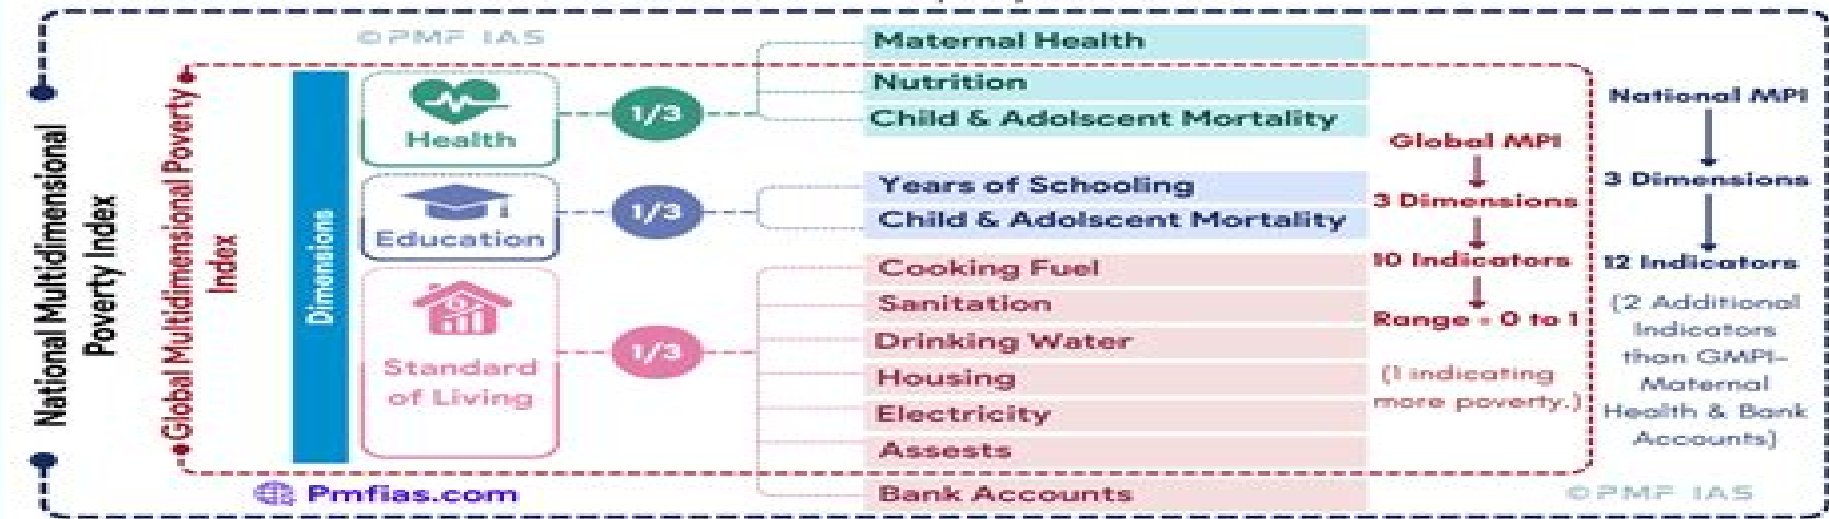 ©PMF IAS
National Multidimensional
Poverty Index
Global Multidimensional Poverty
Index
Dimensions
Health
1/3
Maternal Health
Nutrition
Child & Adolscent Mortality
Education
1/3
Years of Schooling
Child & Adolscent Mortality
Standard
of Living
1/3
Cooking Fuel
Sanitation
Drinking Water
Housing
Electricity
Assests
Bank Accounts
Global MPI
3 Dimensions
10 Indicators
Range - 0 to 1
(1 indicating
more poverty.)
National MPI
3 Dimensions
12 Indicators
(2 Additional
Indicators
than GMPI-
Maternal
Health & Bank
Accounts)
Pmfias.com
©PMF IAS